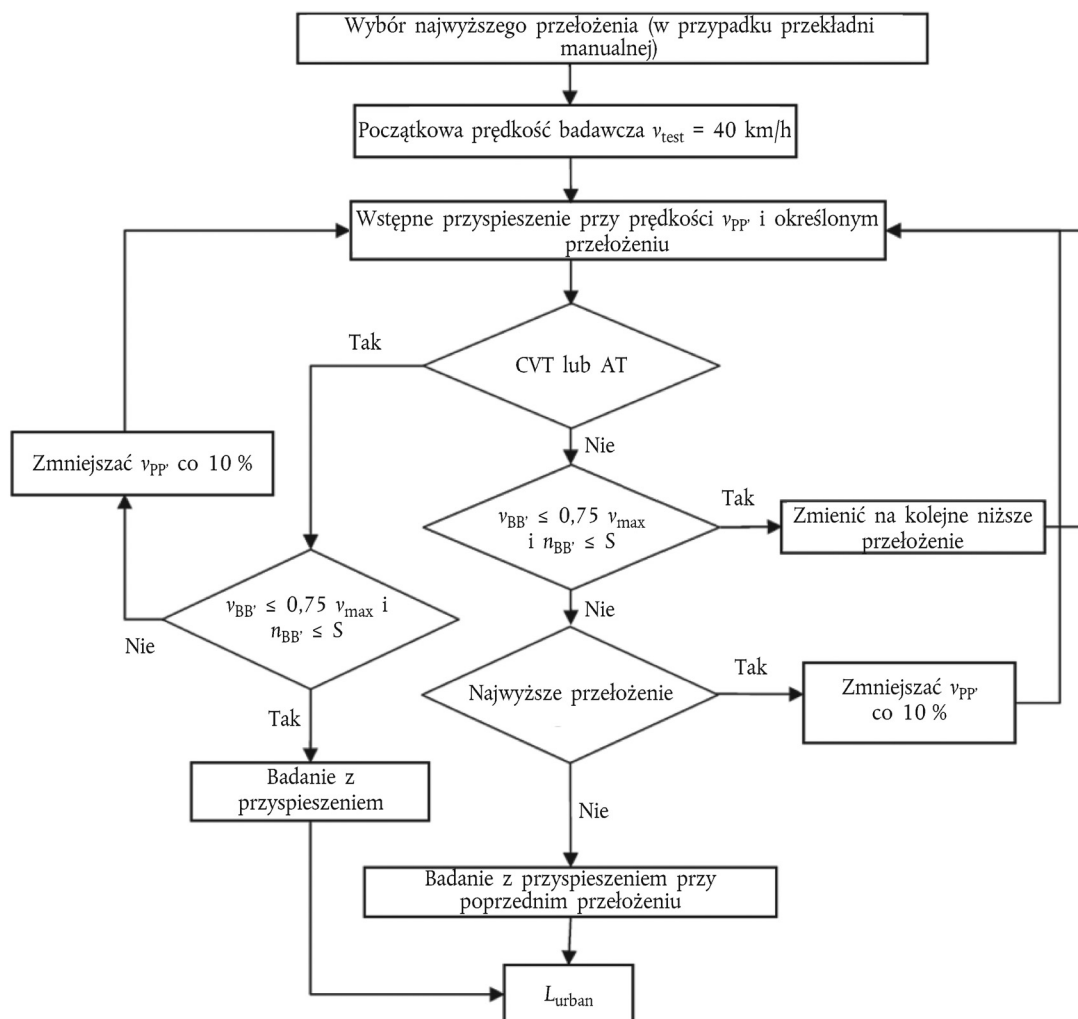 Wybór najwyższego przełożenia (w przypadku przekładni
manualnej)
Początkowa prędkość badawcza v_test = 40 km/h
Wstępne przyspieszenie przy prędkości v_PP' i określonym
przełożeniu
Tak
CVT lub AT
Nie
Zmniejszać v_PP' co 10 %
v_BB' ≤ 0,75 v_max
i n_BB' ≤ S
Tak
Zmienić na kolejne niższe
przełożenie
v_BB' ≤ 0,75 v_max i
n_BB' ≤ S
Nie
Nie
Najwyższe przełożenie
Tak
Zmniejszać v_PP'
co 10 %
Tak
Badanie z
przyspieszeniem
Nie
Badanie z przyspieszeniem przy
poprzednim przełożeniu
L_urban